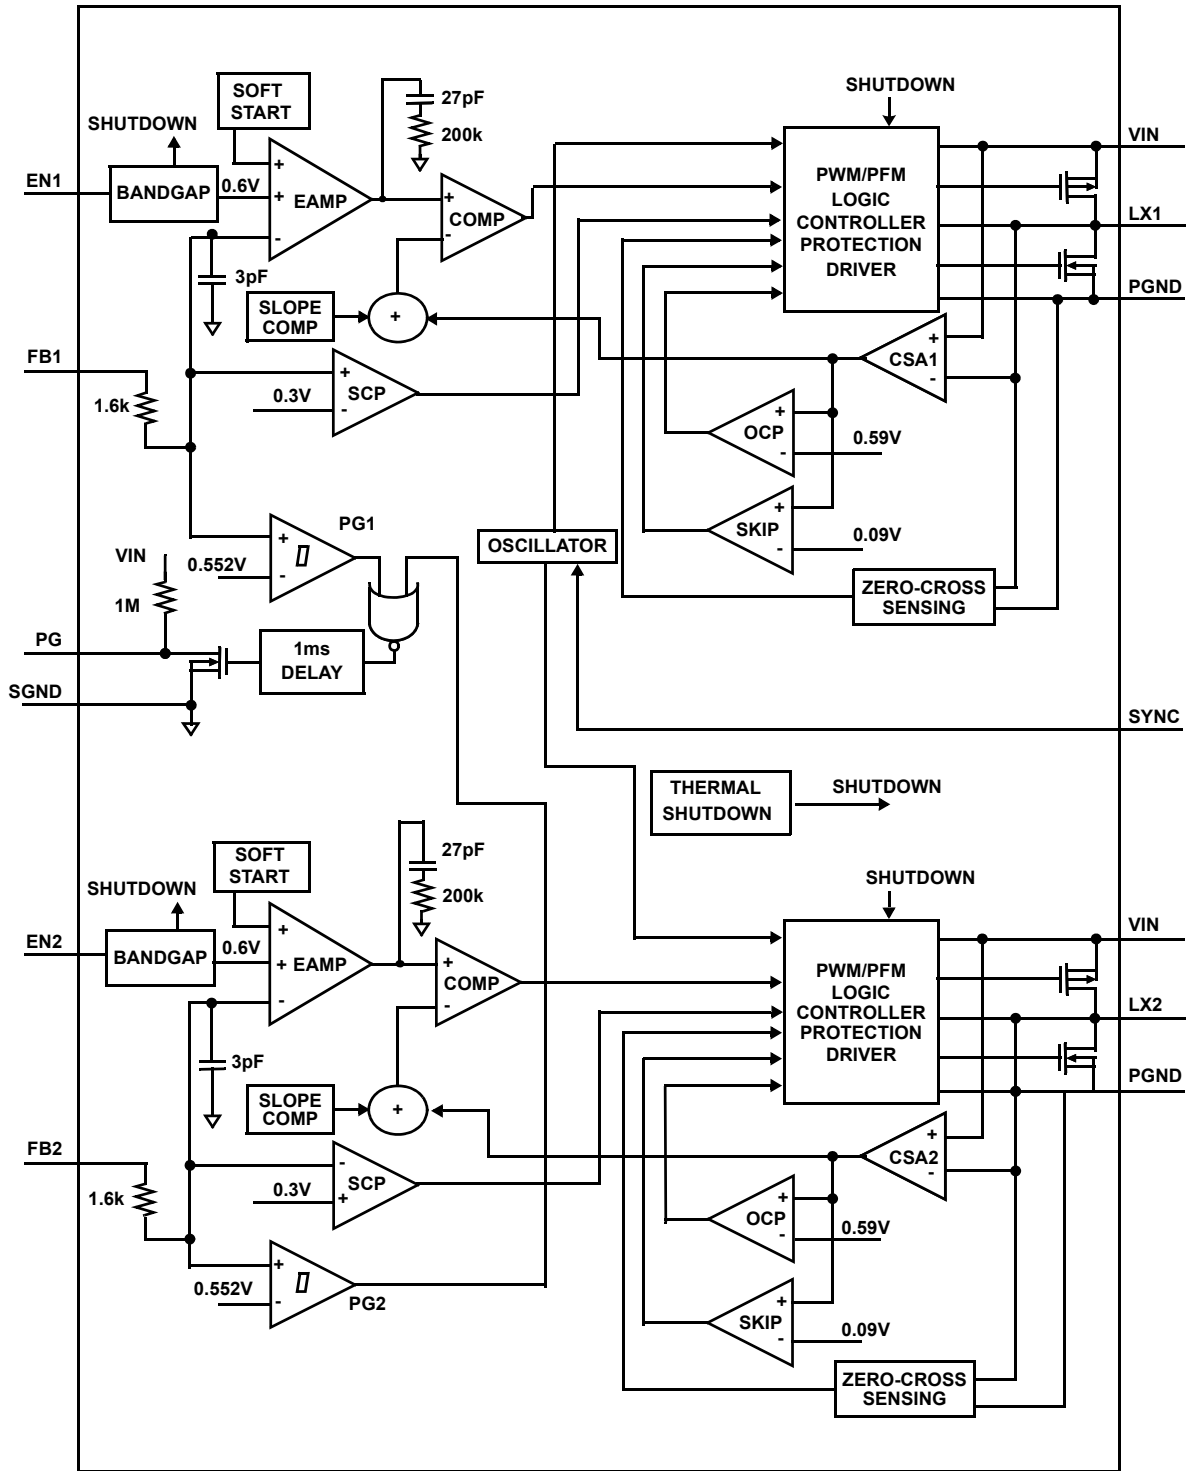 SHUTDOWN
SOFT
START
27pF
200k
SHUTDOWN
VIN
EN1
BANDGAP
0.6V
+
+
-
EAMP
+
-
COMP
PWM/PFM
LOGIC
CONTROLLER
PROTECTION
DRIVER
LX1
3pF
PGND
SLOPE
COMP
+
FB1
1.6k
0.3V
+
-
SCP
+
-
CSA1
+
-
OCP
0.59V
+
-
SKIP
0.09V
PG1
+
-
0.552V
VIN
1M
OSCILLATOR
ZERO-CROSS
SENSING
PG
1ms
DELAY
SGND
SYNC
THERMAL
SHUTDOWN
SHUTDOWN
SOFT
START
27pF
200k
SHUTDOWN
SHUTDOWN
VIN
EN2
BANDGAP
0.6V
+
+
-
EAMP
+
-
COMP
PWM/PFM
LOGIC
CONTROLLER
PROTECTION
DRIVER
LX2
3pF
PGND
SLOPE
COMP
+
FB2
1.6k
0.3V
-
+
SCP
+
-
CSA2
+
-
OCP
0.59V
+
-
0.552V
PG2
+
-
SKIP
0.09V
ZERO-CROSS
SENSING